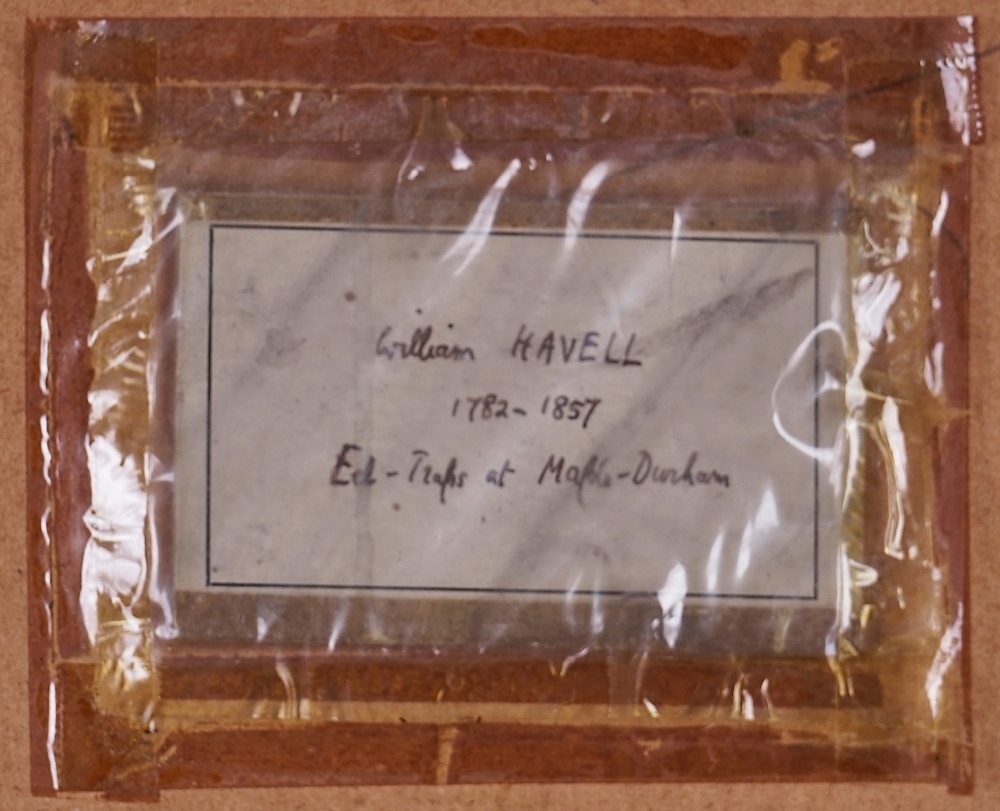 William HAVELL
1782-1857
Eel-Traps at Maple-Durham